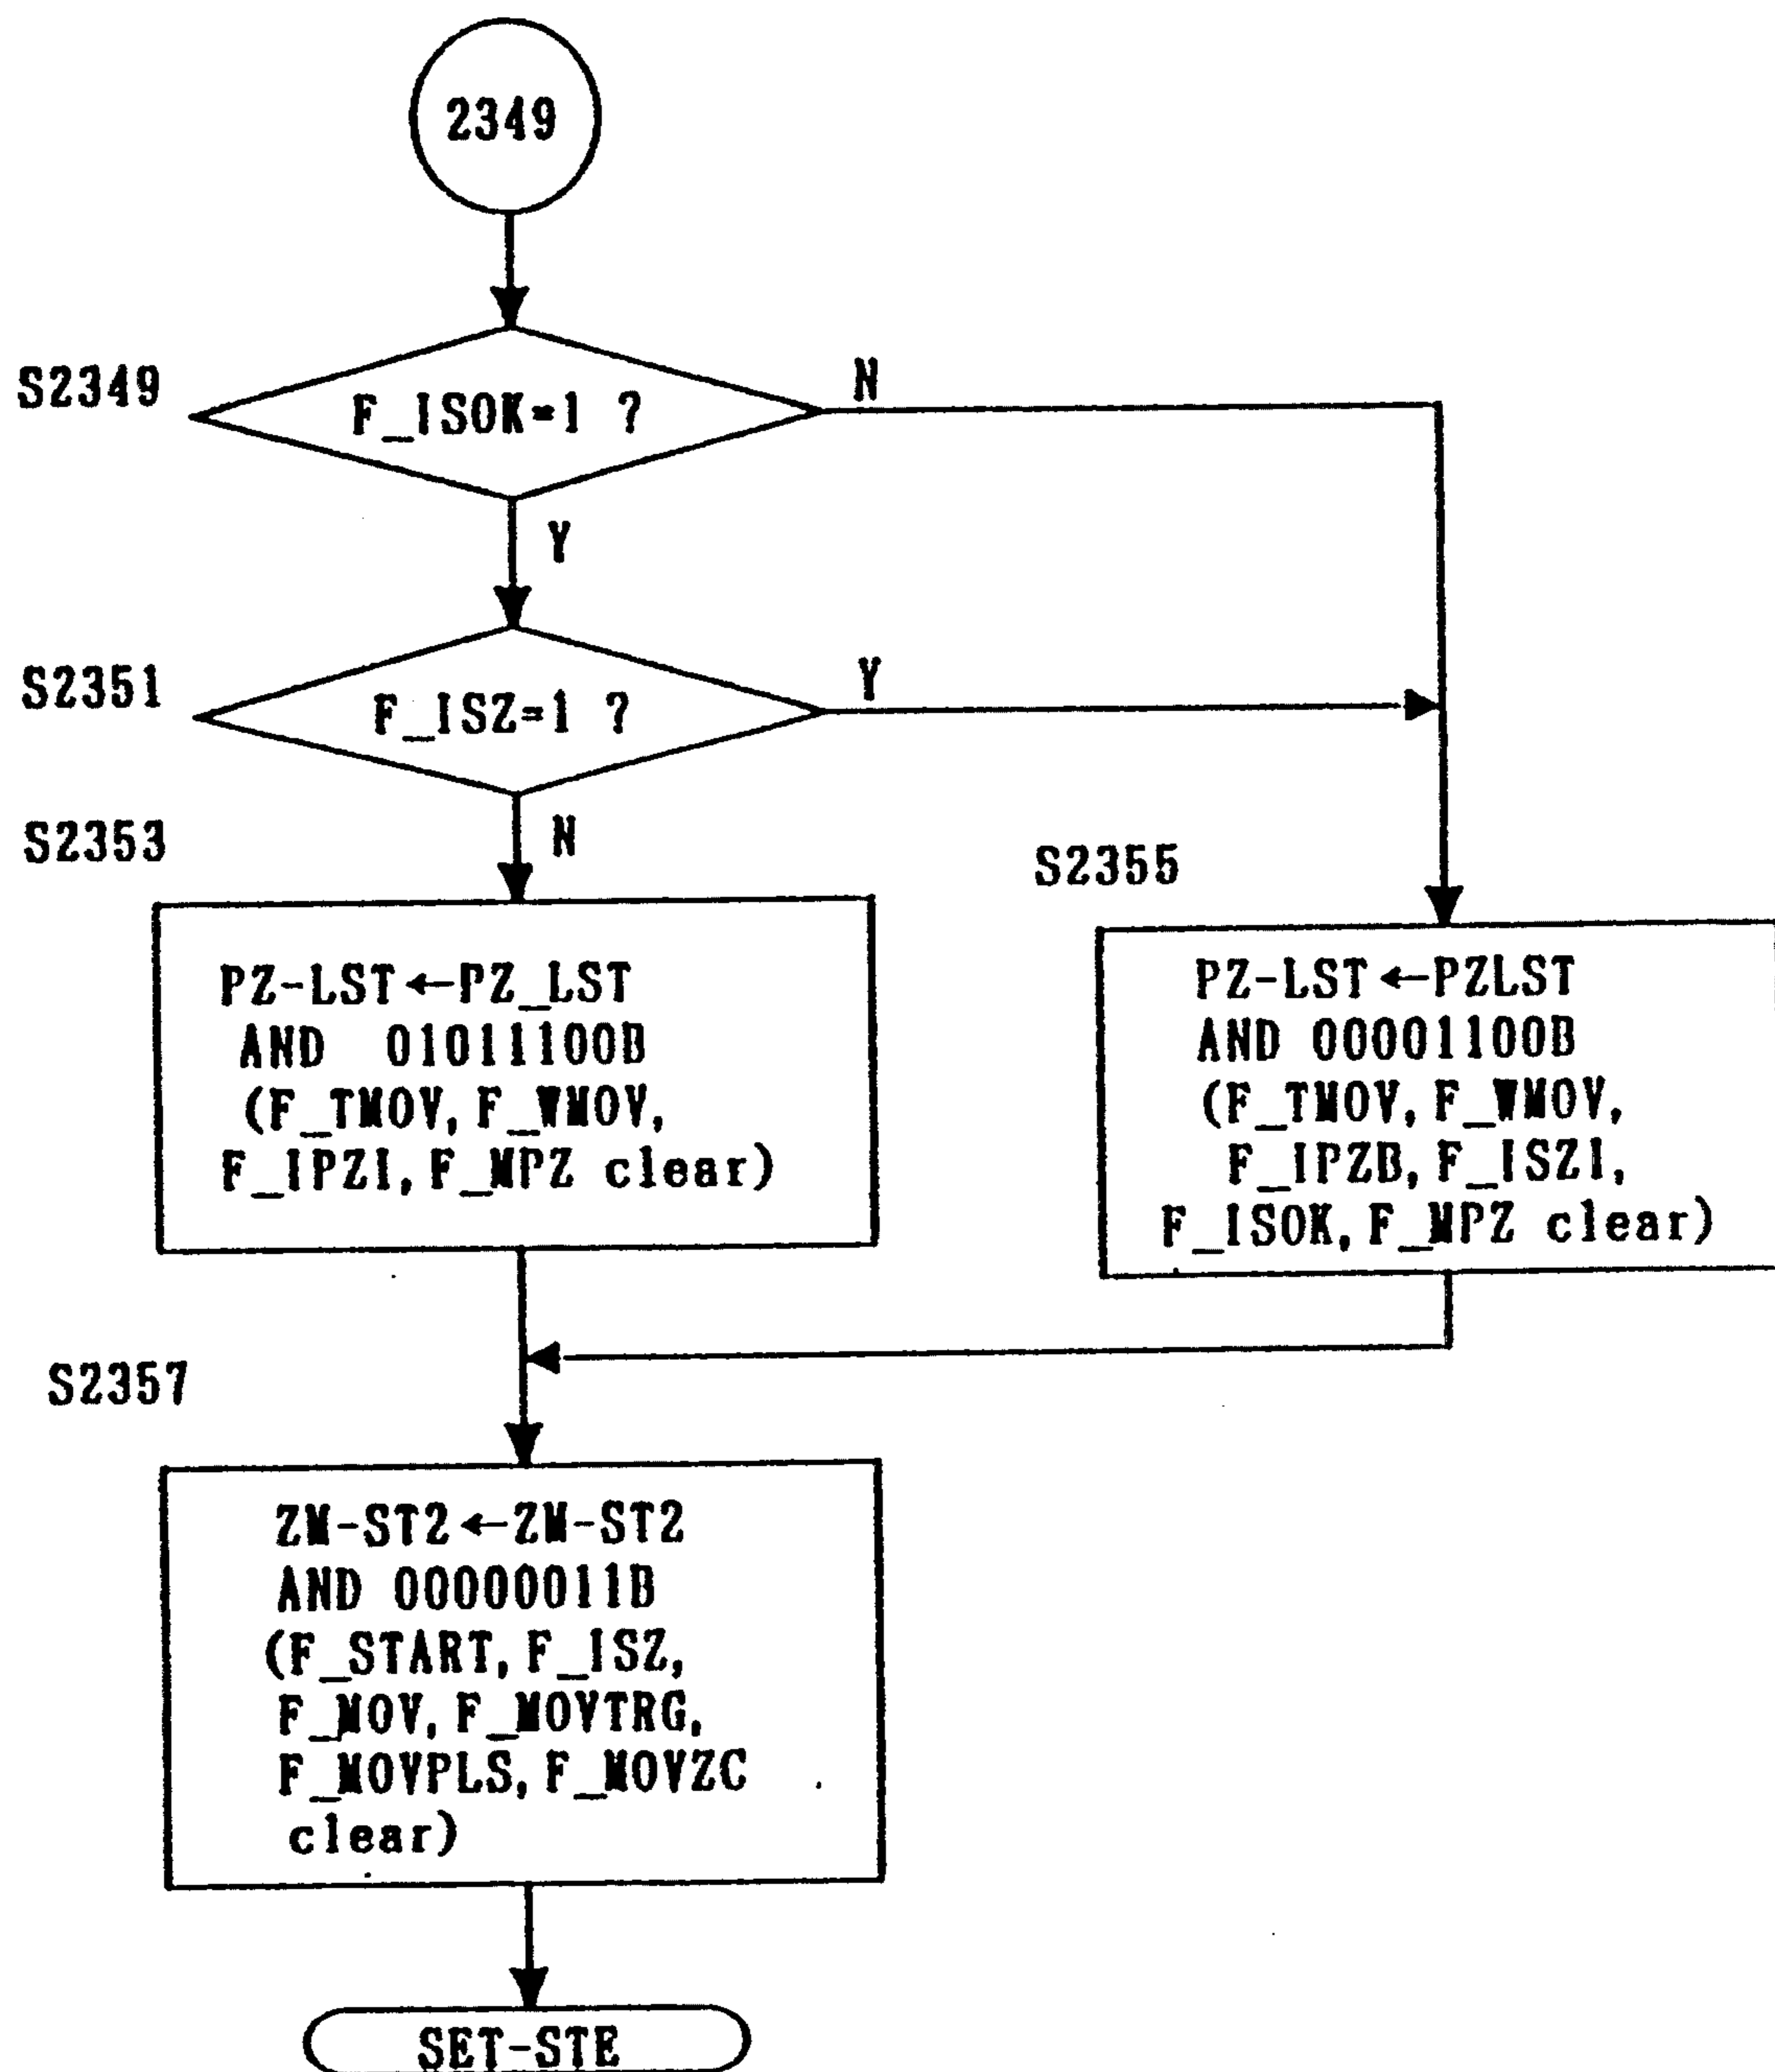 2349
S2349
F_ISOK=1 ?
N
Y
S2351
F_ISZ=1 ?
Y
S2353
N
S2355
PZ-LST←PZ_LST
AND 01011100B
(F_TMOV, F_WMOV,
F_IPZI, F_MPZ clear)
PZ-LST←PZLST
AND 00001100B
(F_TMOV, F_WMOV,
F_IPZB, F_ISZI,
F_ISOK, F_MPZ clear)
S2357
ZM-ST2←ZM-ST2
AND 00000011B
(F_START, F_ISZ,
F_MOV, F_MOVTRG,
F_MOVPLS, F_MOVZC
clear)
SET-STE